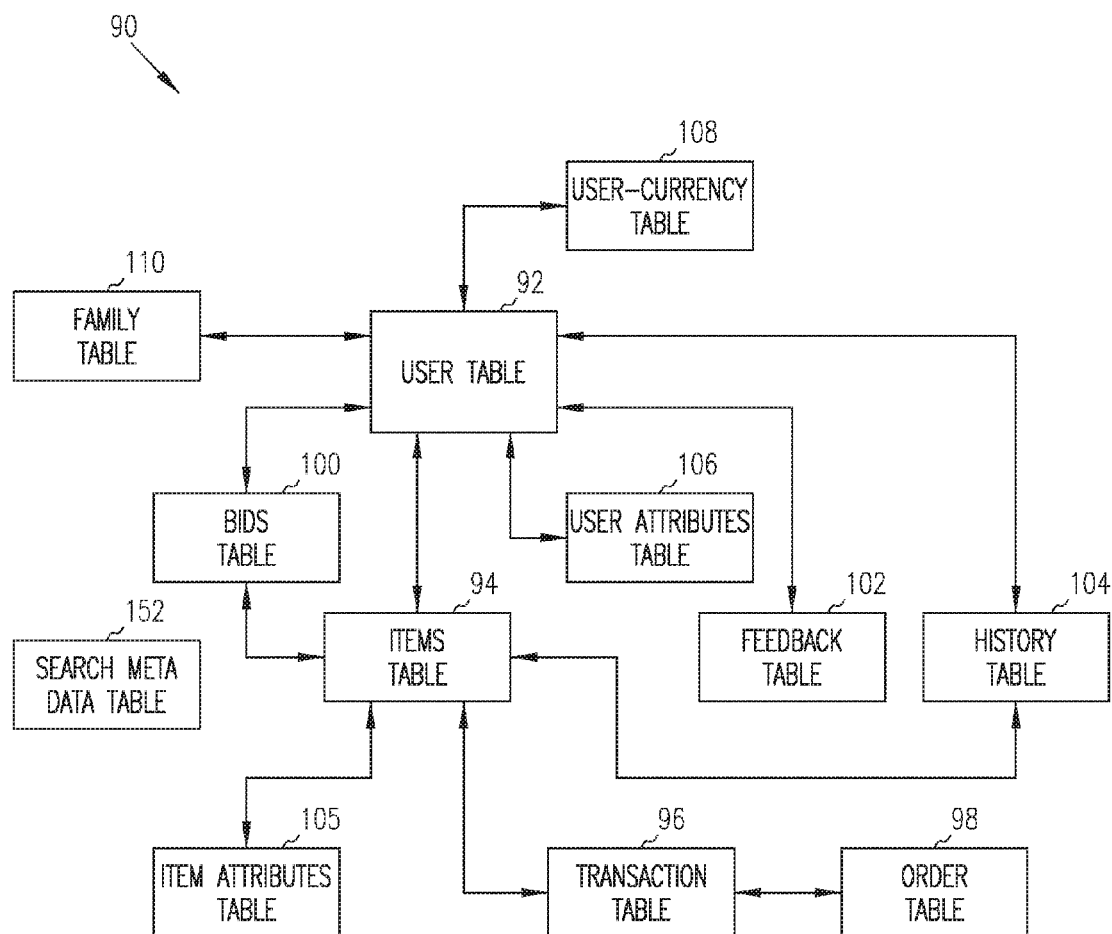 90
108
USER-CURRENCY
TABLE
110
FAMILY
TABLE
92
USER TABLE
100
BIDS
TABLE
106
USER ATTRIBUTES
TABLE
152
SEARCH META
DATA TABLE
94
ITEMS
TABLE
102
FEEDBACK
TABLE
104
HISTORY
TABLE
105
ITEM ATTRIBUTES
TABLE
96
TRANSACTION
TABLE
98
ORDER
TABLE